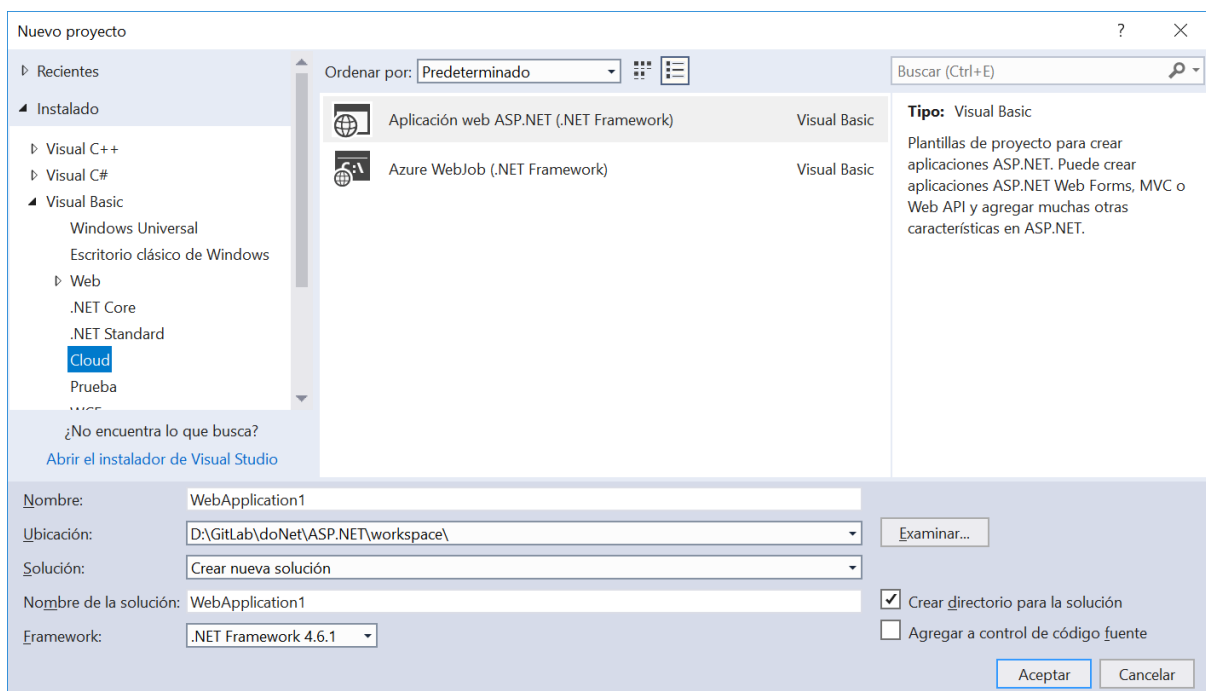 Nuevo proyecto
?
Recientes
Instalado
Visual C++
Visual C#
Visual Basic
Windows Universal
Escritorio clásico de Windows
Web
.NET Core
.NET Standard
Cloud
Prueba
¿No encuentra lo que busca?
Abrir el instalador de Visual Studio
Ordenar por: Predeterminado
Aplicación web ASP.NET (.NET Framework) Visual Basic
Azure WebJob (.NET Framework) Visual Basic
Buscar (Ctrl+E)
Tipo: Visual Basic
Plantillas de proyecto para crear
aplicaciones ASP.NET. Puede crear
aplicaciones ASP.NET Web Forms, MVC o
Web API y agregar muchas otras
características en ASP.NET.
Nombre: WebApplication1
Ubicación: D:\GitLab\doNet\ASP.NET\workspace\ Examinar...
Solución: Crear nueva solución
Nombre de la solución: WebApplication1
Crear directorio para la solución
Framework: .NET Framework 4.6.1
Agregar a control de código fuente
Aceptar Cancelar